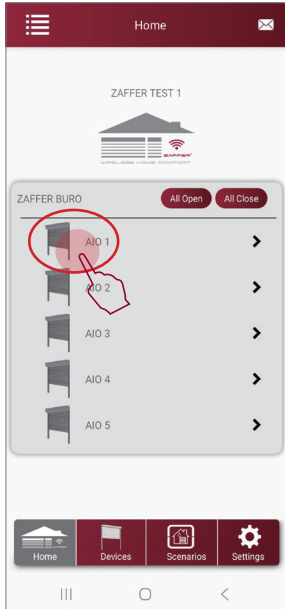 Home
ZAFFER TEST 1
ZAFFER
WIRELESS HOME COMFORT
ZAFFER BURO
All Open
All Close
AIO 1
AIO 2
AIO 3
AIO 4
AIO 5
Home
Devices
Scenarios
Settings